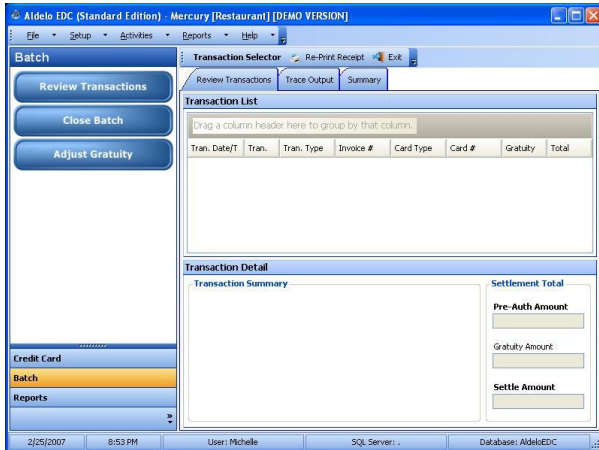 Aldelo EDC (Standard Edition) - Mercury [Restaurant] [DEMO VERSION]
File Setup Activities Reports Help
Batch
Transaction Selector Re-Print Receipt Exit
Review Transactions
Close Batch
Adjust Gratuity
Review Transactions Trace Output Summary
Transaction List
Drag a column header here to group by that column.
Tran. Date/T Tran. Tran. Type Invoice # Card Type Card # Gratuity Total
Transaction Detail
Transaction Summary
Settlement Total
Pre-Auth Amount
Gratuity Amount
Settle Amount
Credit Card
Batch
Reports
2/25/2007 8:53 PM User: Michelle SQL Server: . Database: AldeloEDC